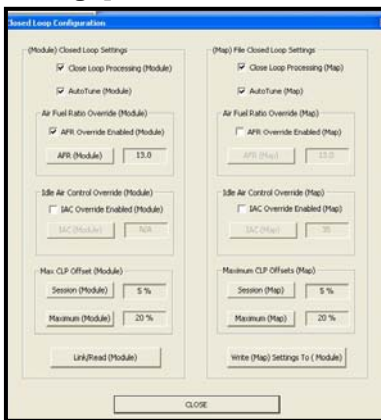 Closed Loop Configuration
(Module) Closed Loop Settings
Close Loop Processing (Module)
AutoTune (Module)
Air Fuel Ratio Override (Module)
AFR Override Enabled (Module)
AFR (Module) 13.0
Idle Air Control Override (Module)
IAC Override Enabled (Module)
IAC (Module) N/A
Max CLP Offset (Module)
Session (Module) 5 %
Maximum (Module) 20 %
Link/Read (Module)
(Map) File Closed Loop Settings
Close Loop Processing (Map)
AutoTune (Map)
Air Fuel Ratio Override (Map)
AFR Override Enabled (Map)
AFR (Map) 13.0
Idle Air Control Override (Map)
IAC Override Enabled (Map)
IAC (Map) 35
Maximum CLP Offsets (Map)
Session (Map) 5 %
Maximum (Map) 20 %
Write (Map) Settings To ( Module)
CLOSE